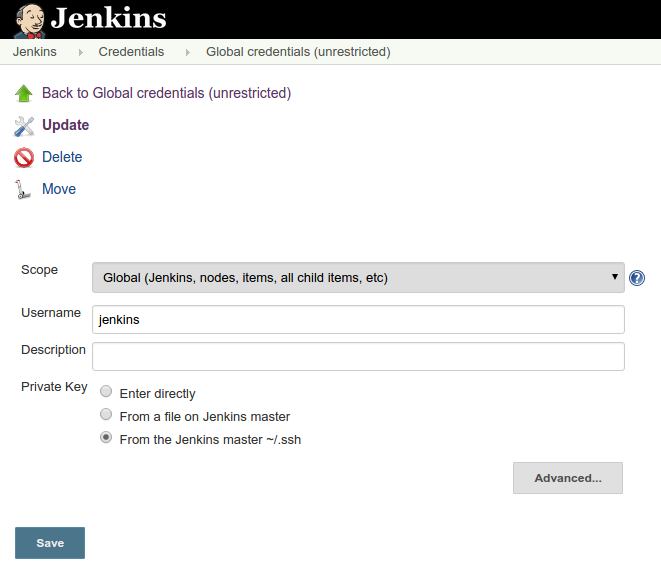 Jenkins
Jenkins Credentials Global credentials (unrestricted)
Back to Global credentials (unrestricted)
Update
Delete
Move
Scope Global (Jenkins, nodes, items, all child items, etc) ?
Username jenkins
Description
Private Key
Enter directly
From a file on Jenkins master
From the Jenkins master ~/.ssh
Advanced...
Save